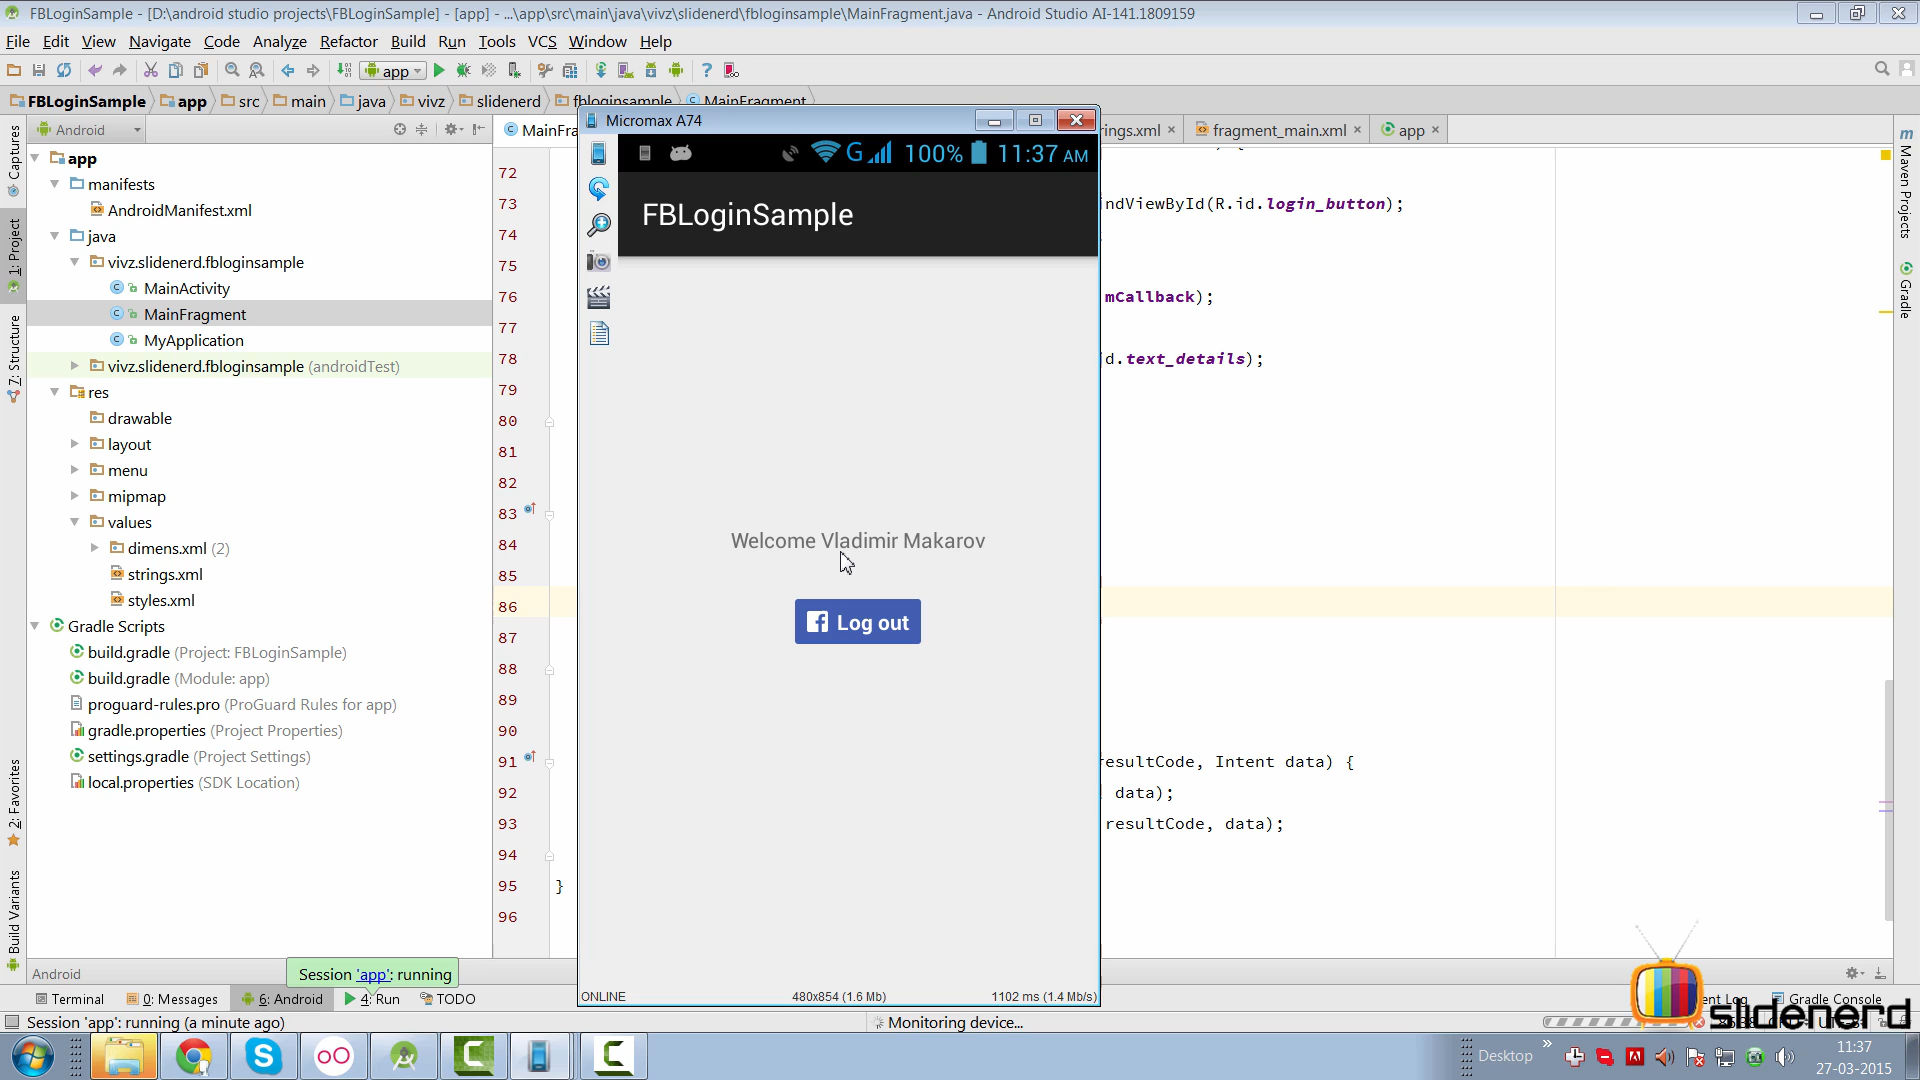 FBLoginSample - [D:\android studio projects\FBLoginSample] - [app] - ...\app\src\main\java\vivz\slidenerd\fbloginsample\MainFragment.java - Android Studio AI-141.1809159
File Edit View Navigate Code Analyze Refactor Build Run Tools VCS Window Help
app
FBLoginSample app src main java vivz slidenerd fbloginsample MainFragment
Android
MainFra
rings.xml
fragment_main.xml
app
Captures
1: Project
7: Structure
2: Favorites
Build Variants
app
manifests
AndroidManifest.xml
java
vivz.slidenerd.fbloginsample
MainActivity
MainFragment
MyApplication
vivz.slidenerd.fbloginsample (androidTest)
res
drawable
layout
menu
mipmap
values
dimens.xml (2)
strings.xml
styles.xml
Gradle Scripts
build.gradle (Project: FBLoginSample)
build.gradle (Module: app)
proguard-rules.pro (ProGuard Rules for app)
gradle.properties (Project Properties)
settings.gradle (Project Settings)
local.properties (SDK Location)
72
73 ndViewById(R.id.login_button);
74
75
76 mCallback);
77
78 d.text_details);
79
80
81
82
83
84
85
86
87
88
89
90
91 resultCode, Intent data) {
92 data);
93 resultCode, data);
94
95 }
96
Micromax A74
G 100% 11:37 AM
FBLoginSample
Welcome Vladimir Makarov
Log out
ONLINE 480x854 (1.6 Mb) 1102 ms (1.4 Mb/s)
m Maven Projects
Gradle
Android
Session 'app': running
Terminal 0: Messages 6: Android 4: Run TODO
ent Log Gradle Console
Session 'app': running (a minute ago)
Monitoring device...
slidenerd
Desktop
11:37
27-03-2015